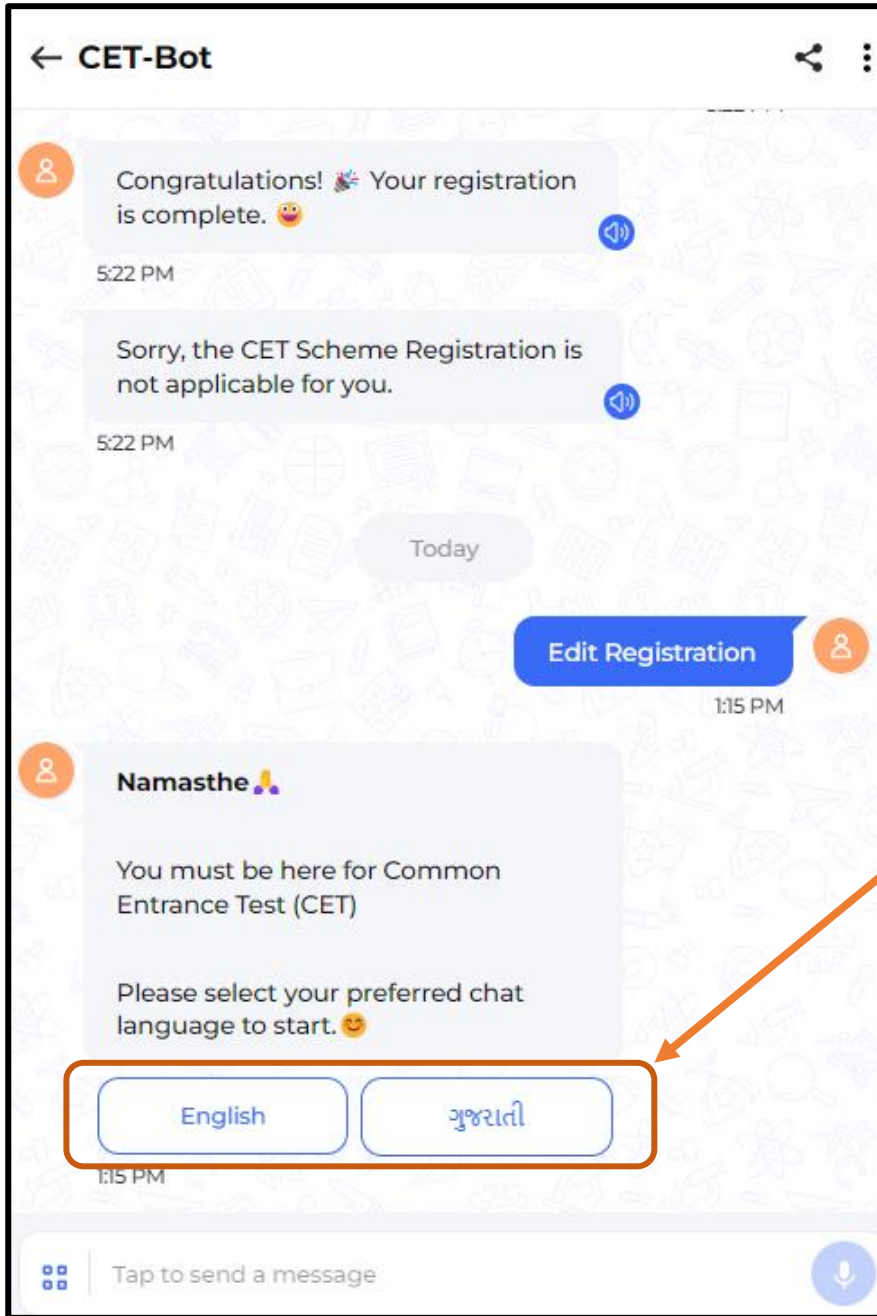 CET-Bot
Congratulations! 🎉 Your registration
is complete. 😀
5:22 PM
Sorry, the CET Scheme Registration is
not applicable for you.
5:22 PM
Today
Edit Registration
1:15 PM
Namasthe🙏
You must be here for Common
Entrance Test (CET)
Please select your preferred chat
language to start.😊
English
ગુજરાતી
1:15 PM
Tap to send a message